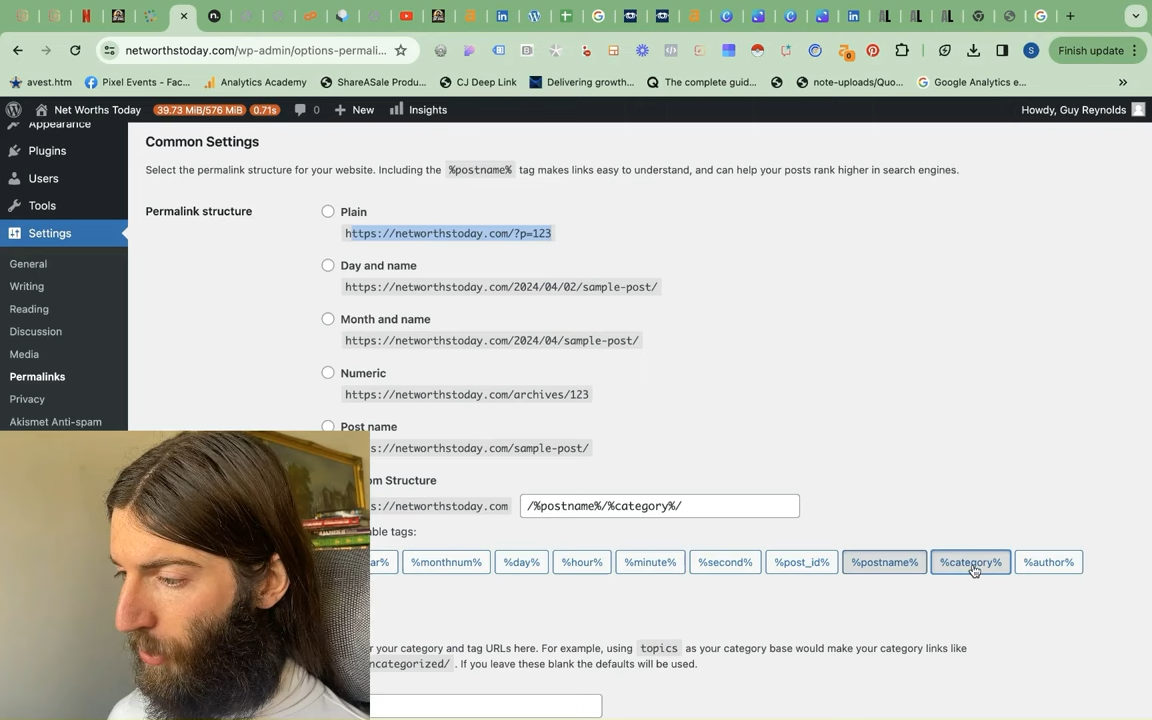 networthstoday.com/wp-admin/options-permali...
Finish update
avest.htm
Pixel Events - Fac...
Analytics Academy
ShareASale Produ...
CJ Deep Link
Delivering growth...
The complete guid...
note-uploads/Quo...
Google Analytics e...
Net Worths Today
39.73 MiB/576 MiB
0.71s
0
New
Insights
Howdy, Guy Reynolds
Appearance
Plugins
Users
Tools
Settings
General
Writing
Reading
Discussion
Media
Permalinks
Privacy
Akismet Anti-spam
Common Settings
Select the permalink structure for your website. Including the %postname% tag makes links easy to understand, and can help your posts rank higher in search engines.
Permalink structure
Plain
https://networthstoday.com/?p=123
Day and name
https://networthstoday.com/2024/04/02/sample-post/
Month and name
https://networthstoday.com/2024/04/sample-post/
Numeric
https://networthstoday.com/archives/123
Post name
s://networthstoday.com/sample-post/
om Structure
s://networthstoday.com
/%postname%/%category%/
ble tags:
ar%
%monthnum%
%day%
%hour%
%minute%
%second%
%post_id%
%postname%
%category%
%author%
r your category and tag URLs here. For example, using topics as your category base would make your category links like
ncategorized/ . If you leave these blank the defaults will be used.